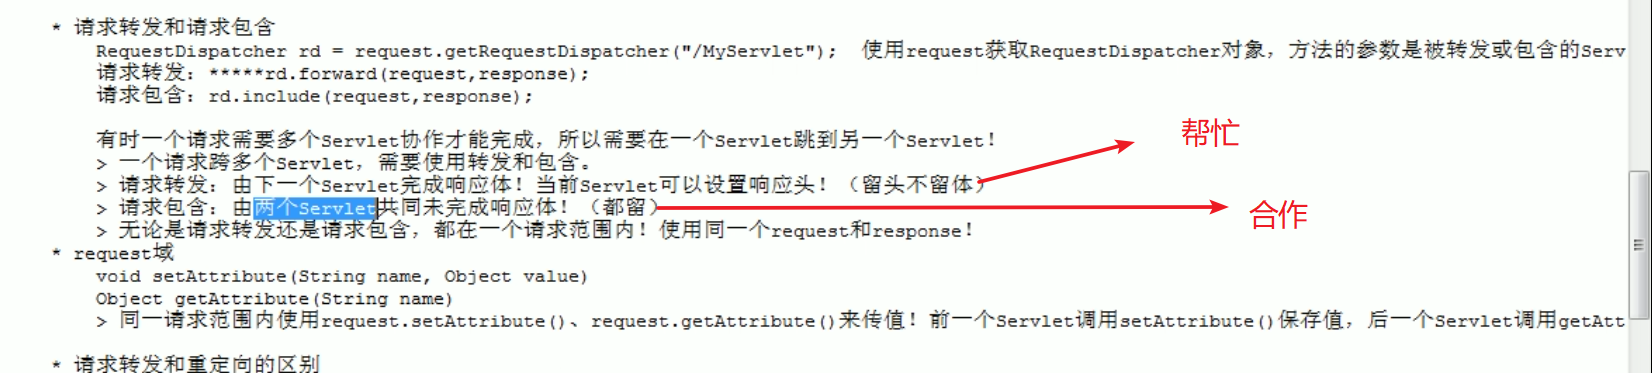 * 请求转发和请求包含
RequestDispatcher rd = request.getRequestDispatcher("/MyServlet");  使用request获取RequestDispatcher对象，方法的参数是被转发或包含的Serv
请求转发：*****rd.forward(request,response);
请求包含：rd.include(request,response);
有时一个请求需要多个Servlet协作才能完成，所以需要在一个Servlet跳到另一个Servlet！
帮忙
> 一个请求跨多个Servlet，需要使用转发和包含。
> 请求转发：由下一个Servlet完成响应体！当前Servlet可以设置响应头！（留头不留体）
> 请求包含：由两个Servlet共同未完成响应体！（都留）
合作
> 无论是请求转发还是请求包含，都在一个请求范围内！使用同一个request和response！
* request域
void setAttribute(String name, Object value)
Object getAttribute(String name)
> 同一请求范围内使用request.setAttribute()、request.getAttribute()来传值！前一个Servlet调用setAttribute()保存值，后一个Servlet调用getAtt
* 请求转发和重定向的区别